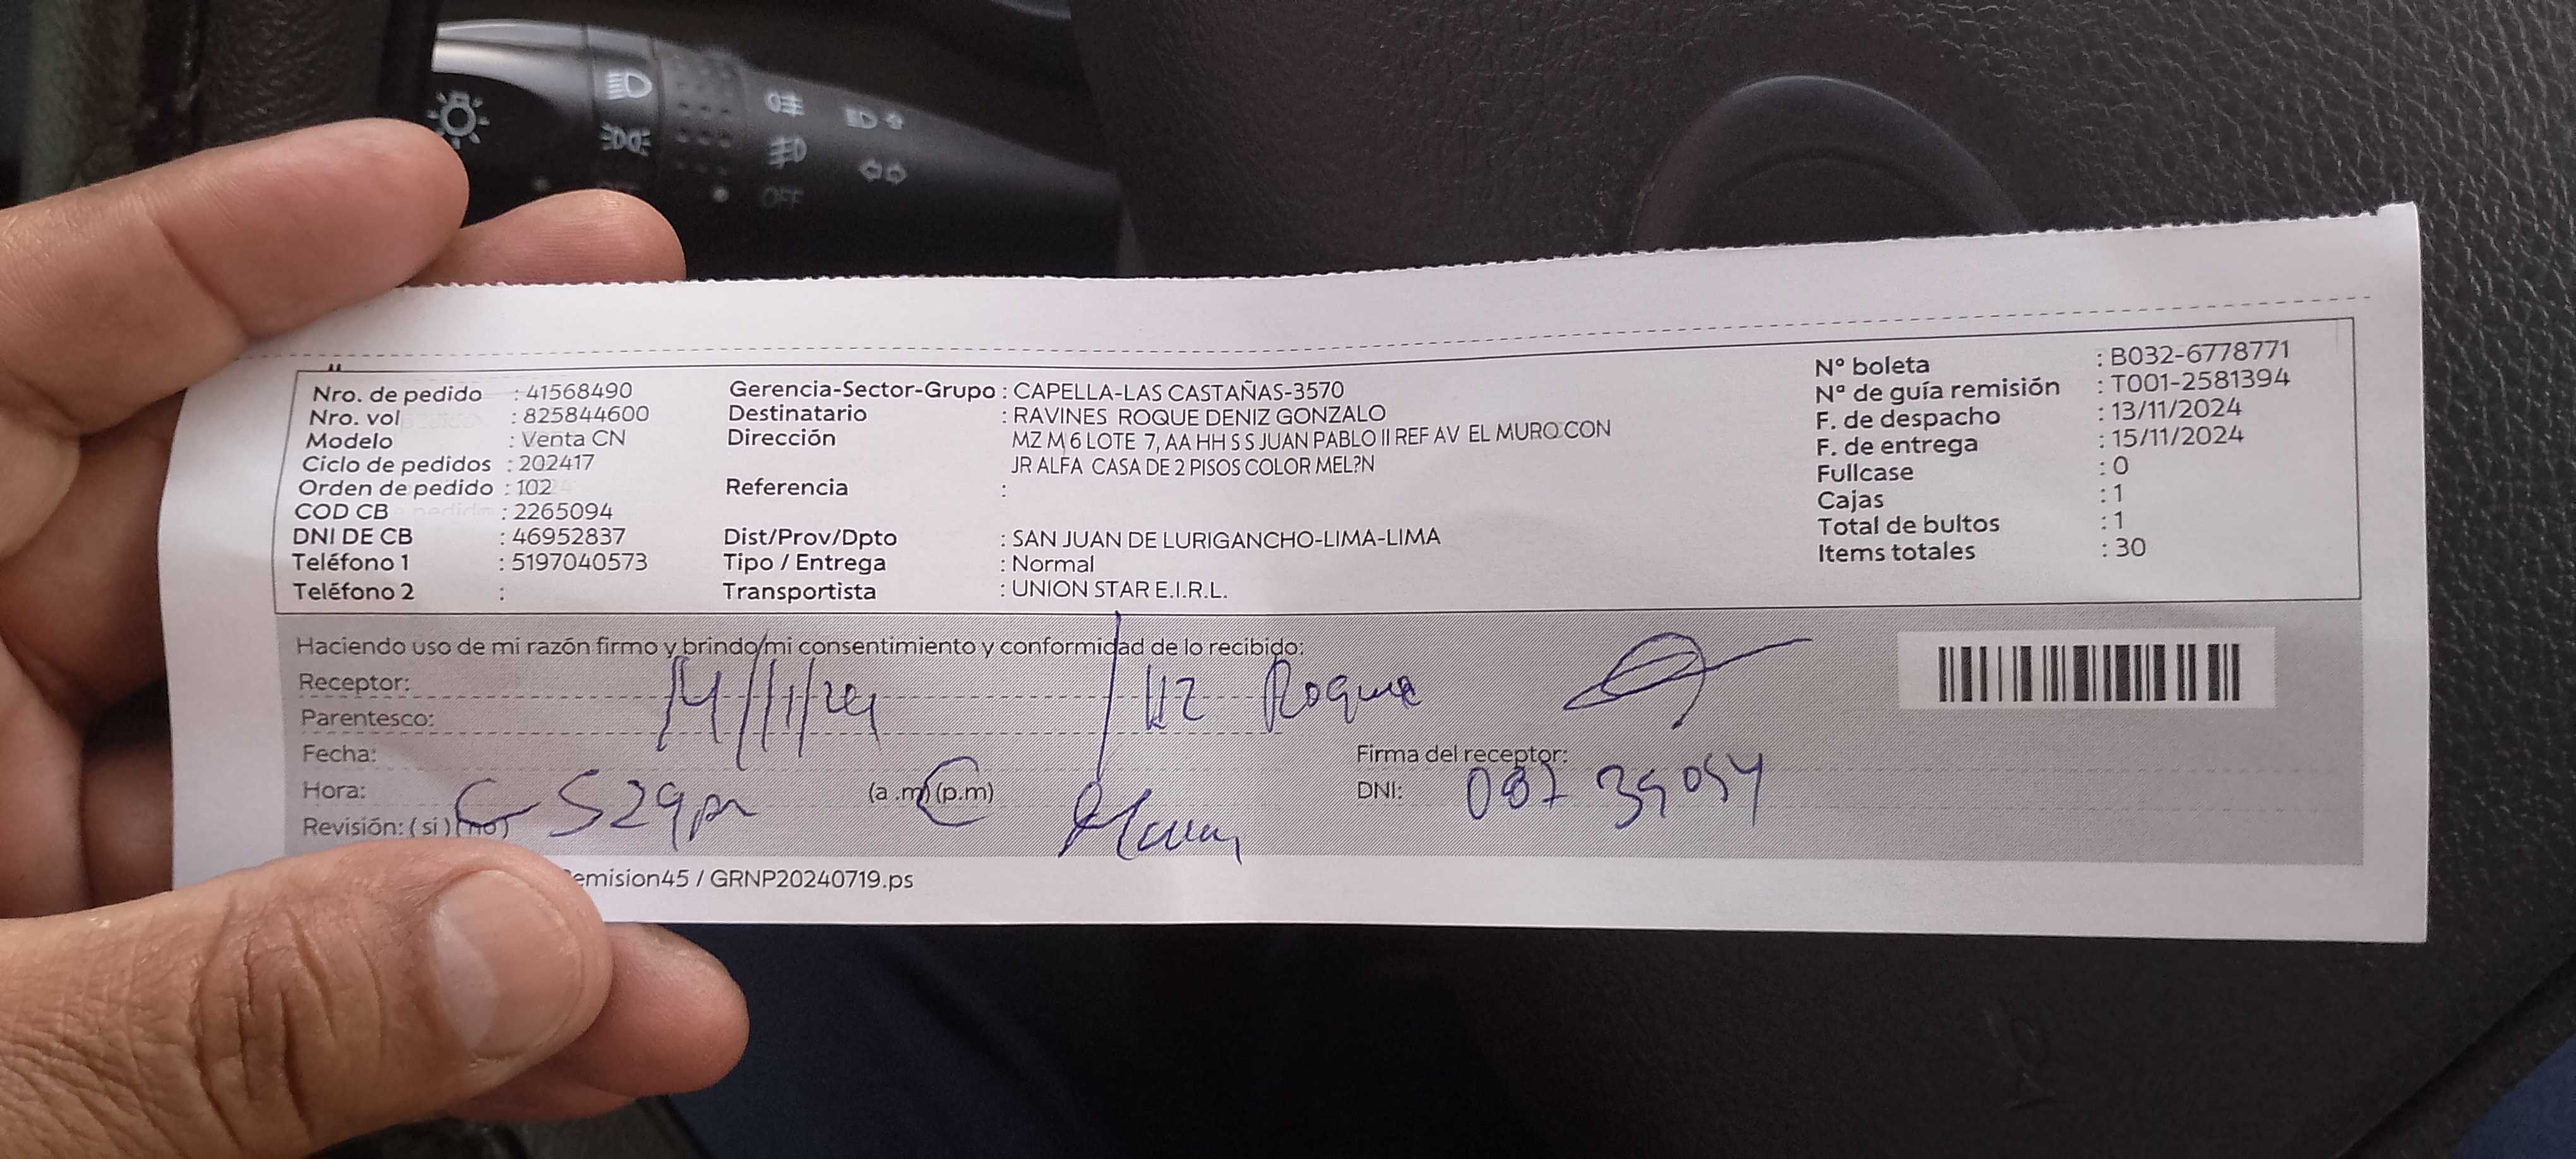 OFF
Nro. de pedido : 41568490
Nro. vol : 825844600
Modelo : Venta CN
Ciclo de pedidos : 202417
Orden de pedido : 102
COD CB : 2265094
DNI DE CB : 46952837
Teléfono 1 : 5197040573
Teléfono 2 :
Gerencia-Sector-Grupo : CAPELLA-LAS CASTAÑAS-3570
Destinatario : RAVINES ROQUE DENIZ GONZALO
Dirección : MZ M 6 LOTE 7, AA HH S S JUAN PABLO II REF AV EL MURO CON
JR ALFA CASA DE 2 PISOS COLOR MEL?N
Referencia :
Dist/Prov/Dpto : SAN JUAN DE LURIGANCHO-LIMA-LIMA
Tipo / Entrega : Normal
Transportista : UNION STAR E.I.R.L.
Nº boleta : B032-6778771
Nª de guía remisión : T001-2581394
F. de despacho : 13/11/2024
F. de entrega : 15/11/2024
Fullcase : 0
Cajas : 1
Total de bultos : 1
Items totales : 30
Haciendo uso de mi razón firmo y brindo mi consentimiento y conformidad de lo recibido:
Receptor: Roque
Parentesco: 14/11/24
Fecha:
Firma del receptor:
Hora: 529pm (a .m) (p.m)
DNI:
Revisión: ( si ) ( no )
emision45 / GRNP20240719.ps